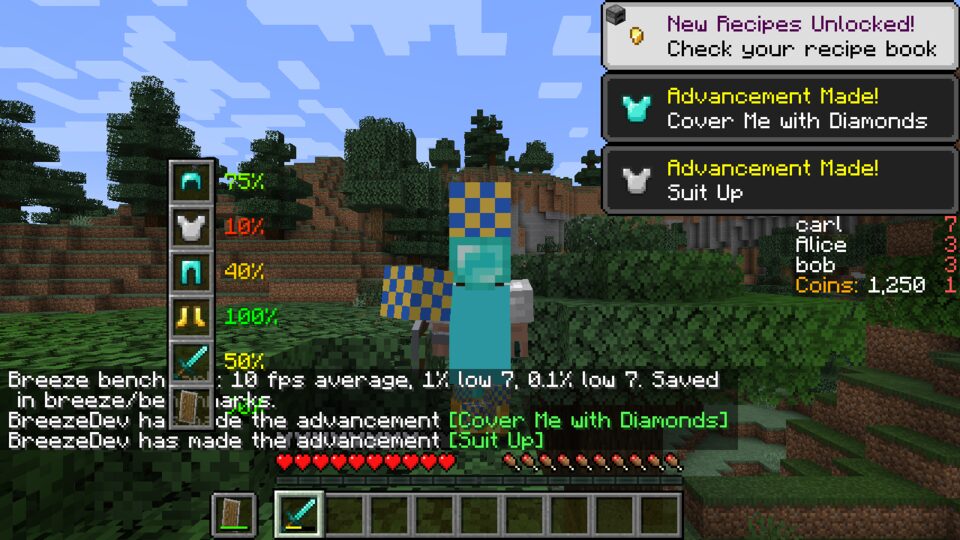 New Recipes Unlocked!
Check your recipe book
Advancement Made!
Cover Me with Diamonds
Advancement Made!
Suit Up
carl 7
Alice 3
bob 3
Coins: 1,250 1
75%
10%
40%
100%
50%
Breeze bench : 10 fps average, 1% low 7, 0.1% low 7. Saved
in breeze/be marks.
BreezeDev ha de the advancement [Cover Me with Diamonds]
BreezeDev has made the advancement [Suit Up]